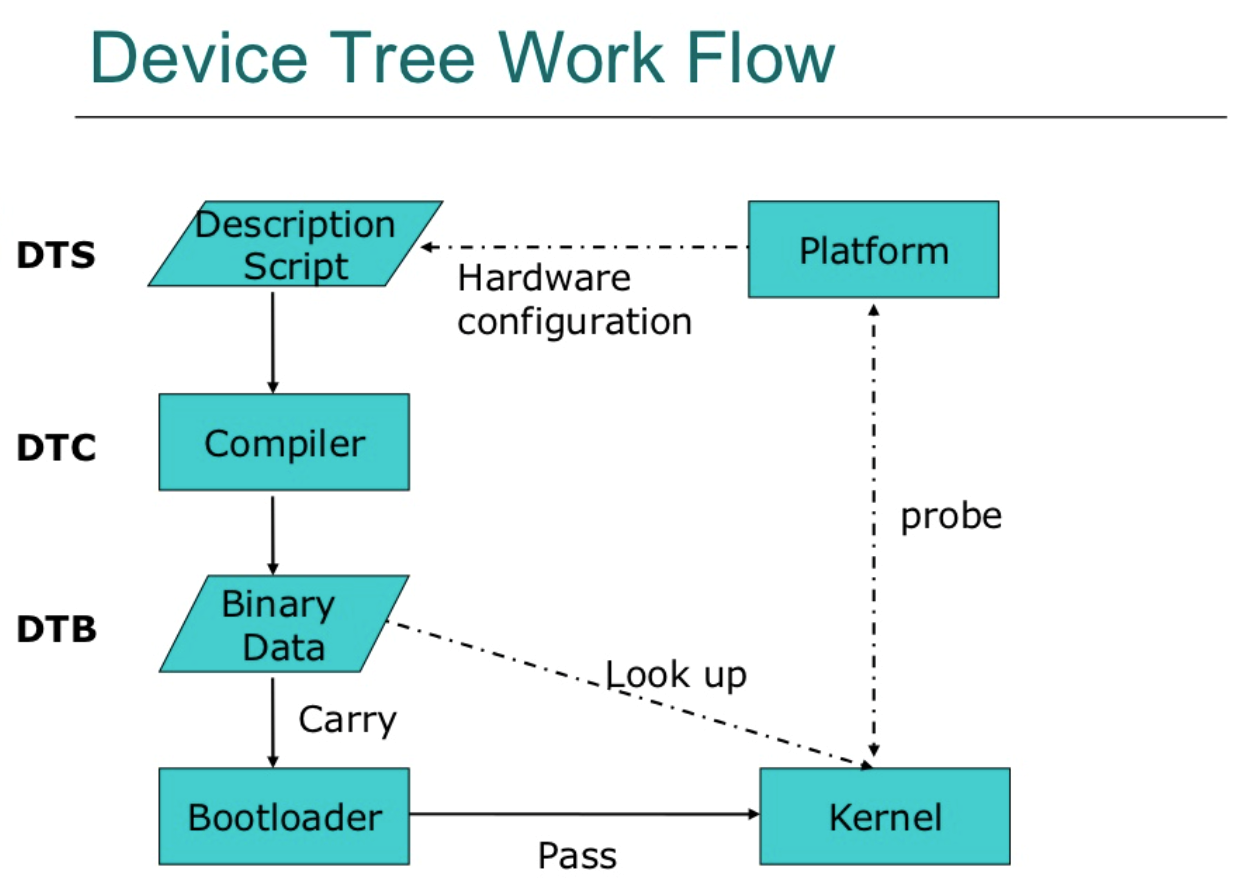 Device Tree Work Flow
DTS
Description
Script
Hardware
configuration
Platform
DTC
Compiler
probe
DTB
Binary
Data
Look up
Carry
Bootloader
Pass
Kernel